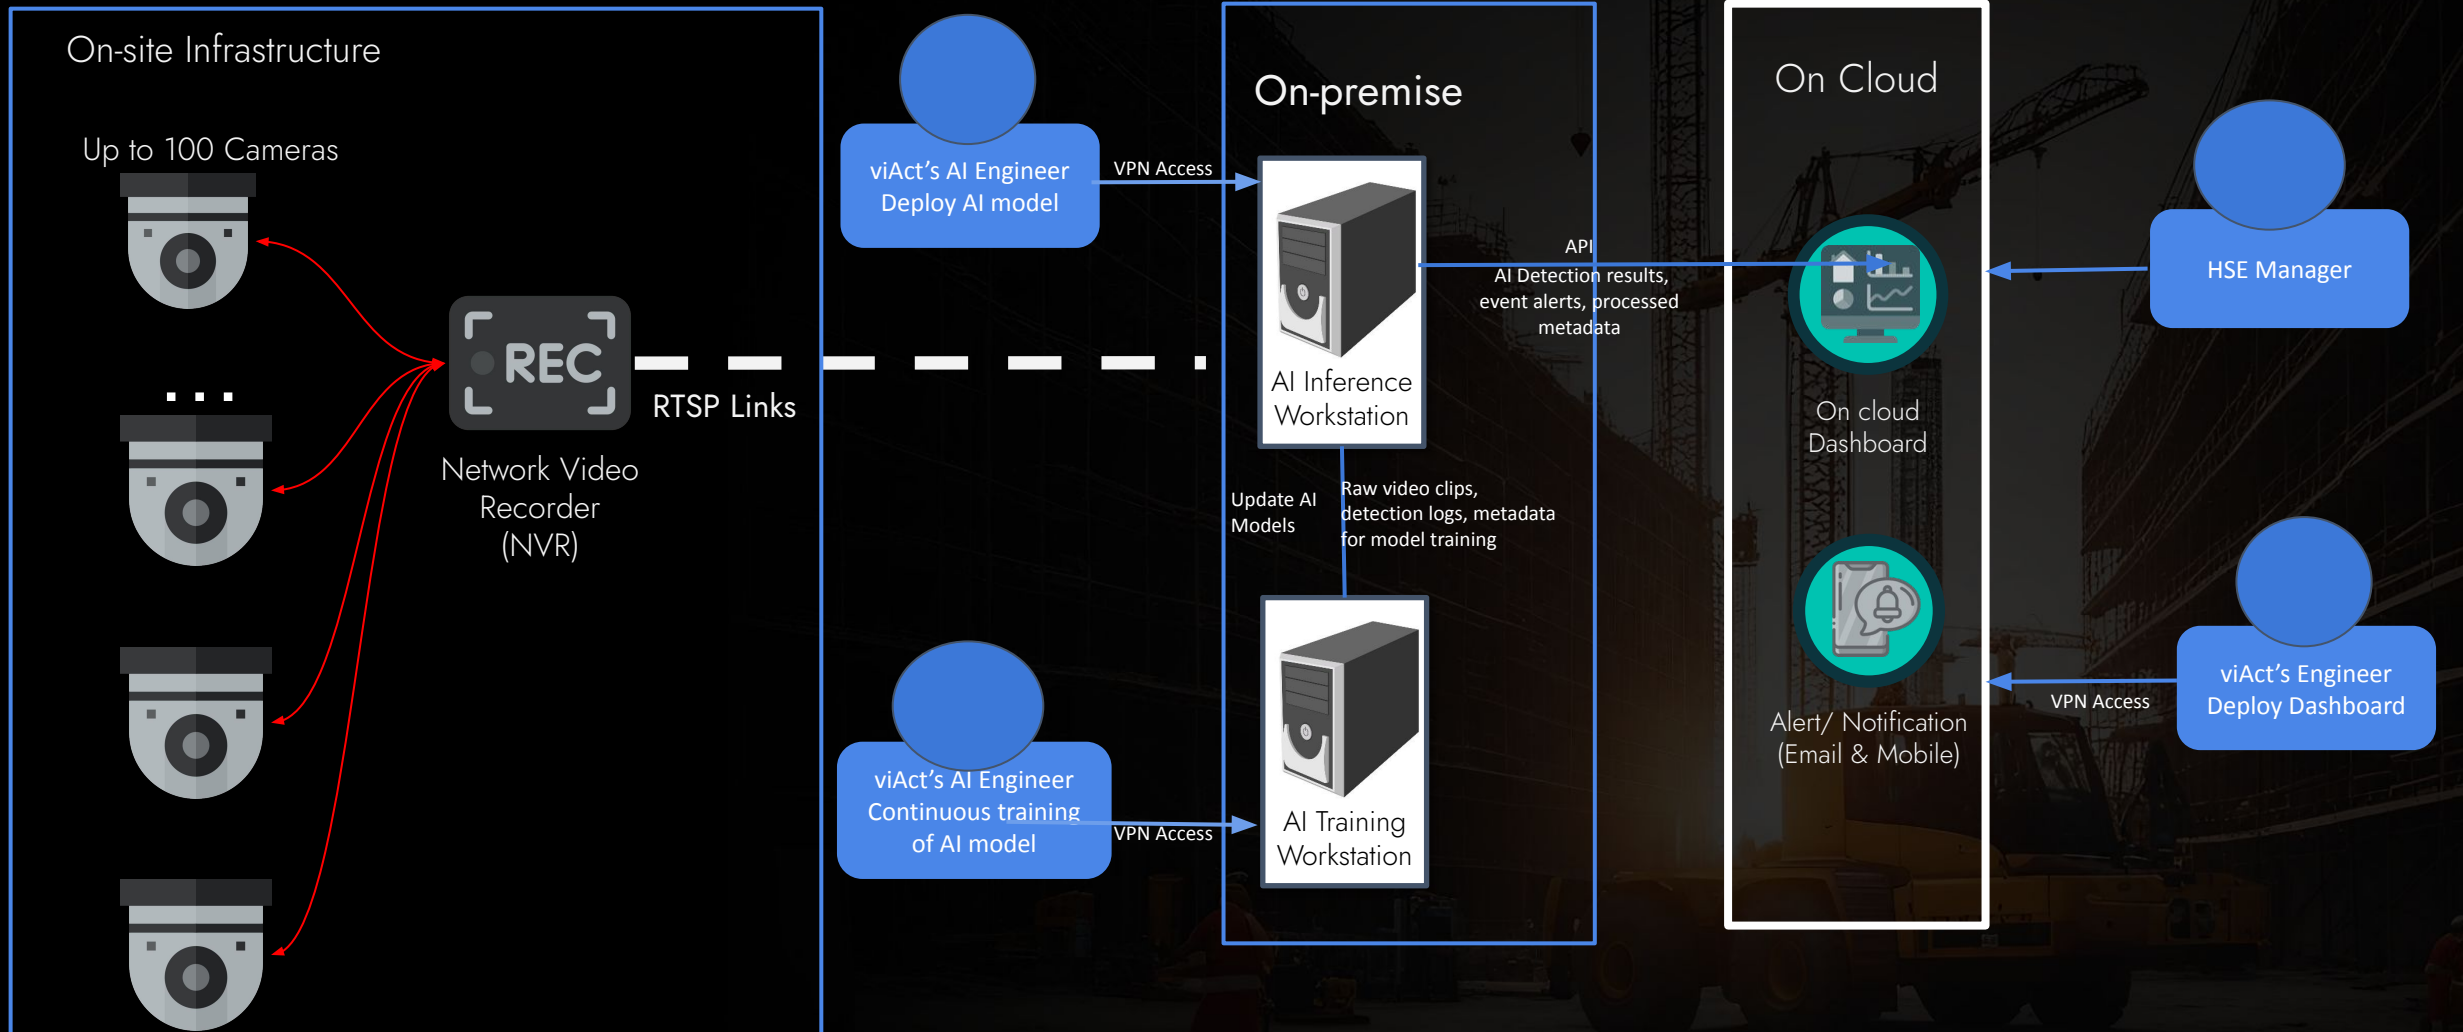 On-site Infrastructure
Up to 100 Cameras
...
REC
Network Video
Recorder
(NVR)
RTSP Links
viAct's AI Engineer
Deploy AI model
VPN Access
viAct's AI Engineer
Continuous training
of AI model
VPN Access
On-premise
AI Inference
Workstation
Update AI
Models
Raw video clips,
detection logs, metadata
for model training
AI Training
Workstation
API
AI Detection results,
event alerts, processed
metadata
On Cloud
On cloud
Dashboard
Alert/ Notification
(Email & Mobile)
HSE Manager
VPN Access
viAct's Engineer
Deploy Dashboard